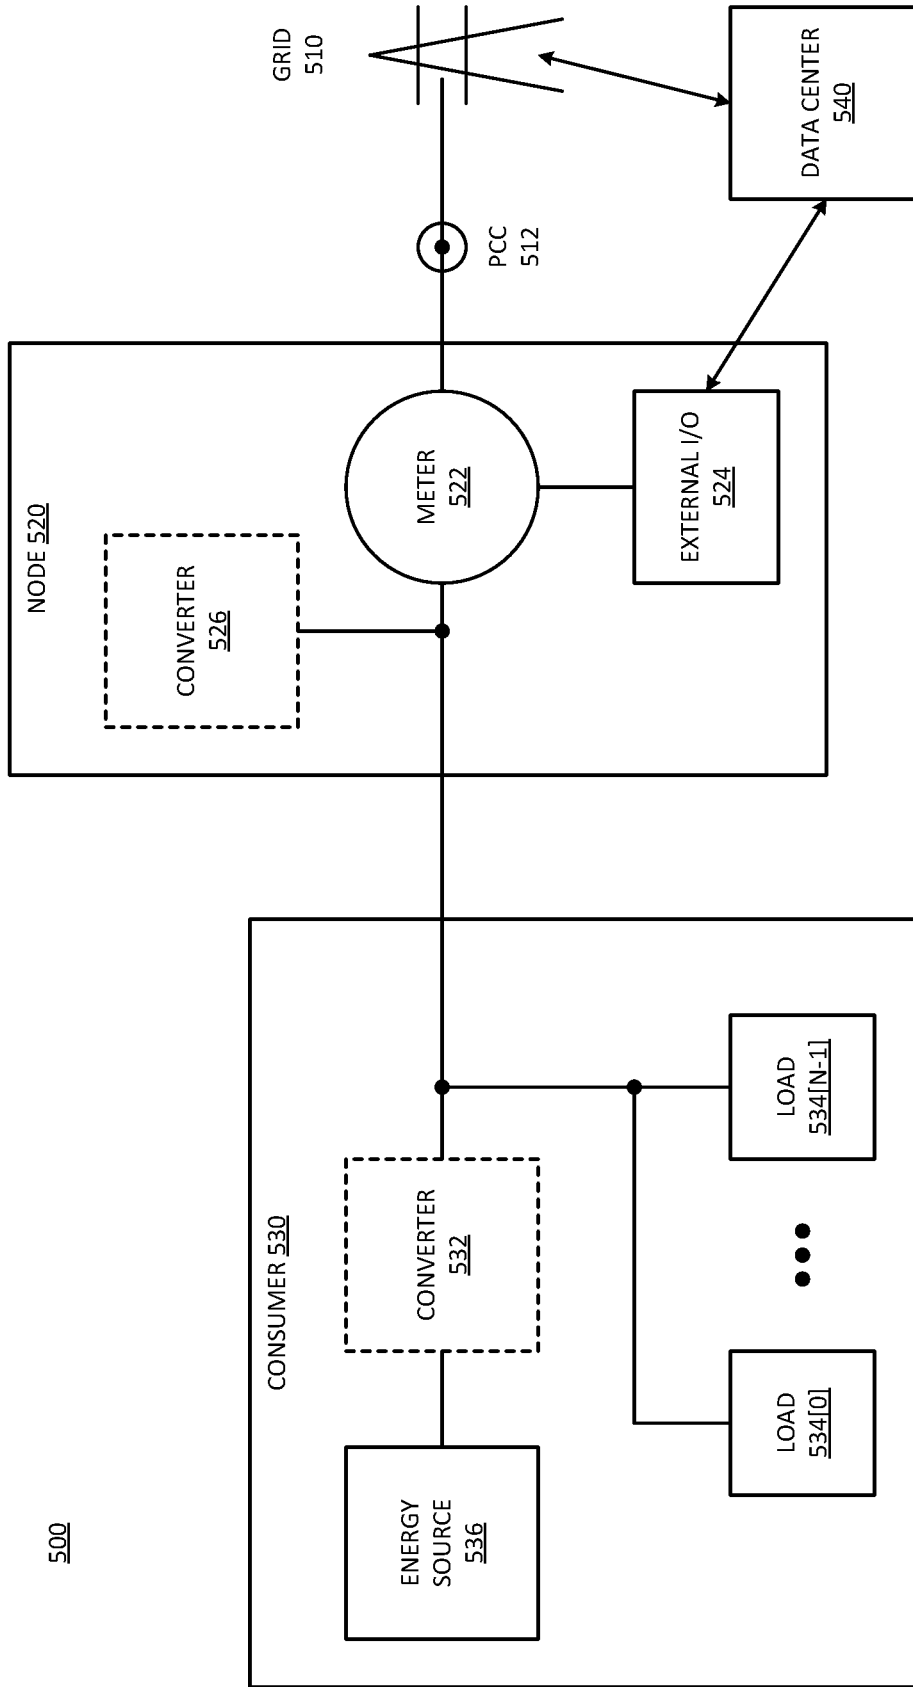 500
CONSUMER 530
ENERGY
SOURCE
536
CONVERTER
532
LOAD
534[0]
LOAD
534[N-1]
NODE 520
CONVERTER
526
METER
522
EXTERNAL I/O
524
GRID
510
PCC
512
DATA CENTER
540